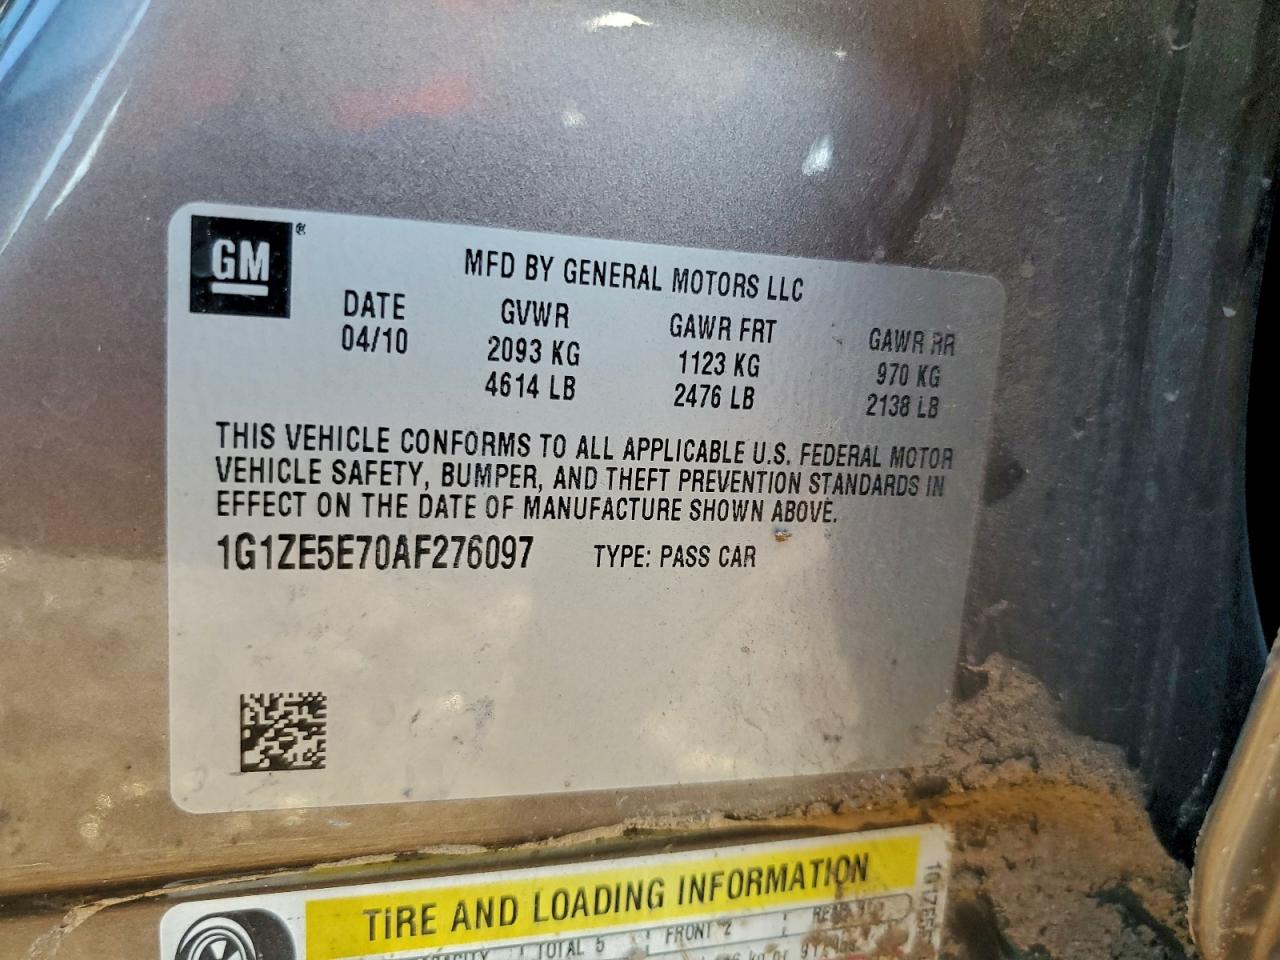 GM®
MFD BY GENERAL MOTORS LLC
DATE GVWR GAWR FRT GAWR RR
04/10 2093 KG 1123 KG 970 KG
4614 LB 2476 LB 2138 LB
THIS VEHICLE CONFORMS TO ALL APPLICABLE U.S. FEDERAL MOTOR
VEHICLE SAFETY, BUMPER, AND THEFT PREVENTION STANDARDS IN
EFFECT ON THE DATE OF MANUFACTURE SHOWN ABOVE.
1G1ZE5E70AF276097 TYPE: PASS CAR
TIRE AND LOADING INFORMATION
TOTAL 5 FRONT 2